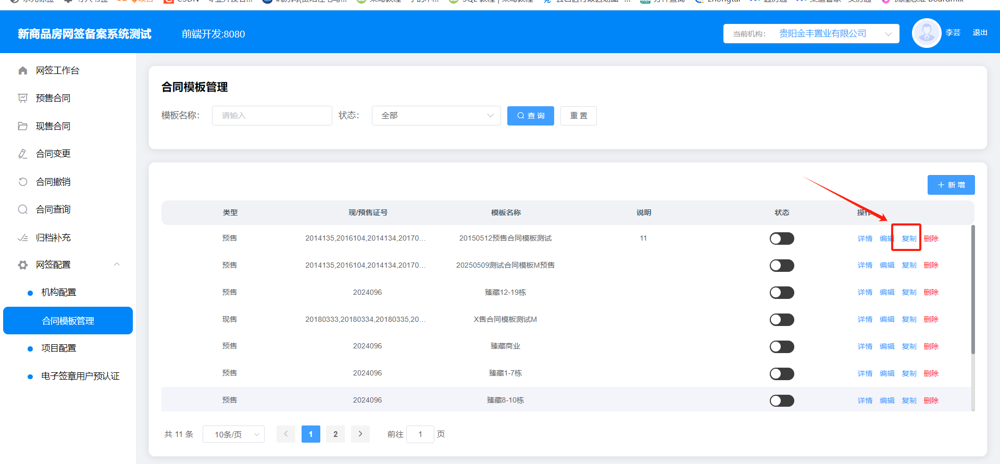 新商品房网签备案系统测试
前端开发:8080
当前机构： 贵阳金丰置业有限公司
李芸
退出
网签工作台
预售合同
现售合同
合同变更
合同撤销
合同查询
归档补充
网签配置
机构配置
合同模板管理
项目配置
电子签章用户预认证
合同模板管理
模板名称： 请输入 状态： 全部 查 询 重 置
新 增
类型 现/预售证号 模板名称 说明 状态 操作
预售 2014135,2016104,2014134,20170... 20150512预售合同模板测试 11 详情 编辑 复制 删除
预售 2014135,2016104,2014134,20170... 20250509测试合同模板M预售 详情 编辑 复制 删除
预售 2024096 臻藏12-19栋 详情 编辑 复制 删除
现售 20180333,20180334,20180335,20... X售合同模板测试M 详情 编辑 复制 删除
预售 2024096 臻藏商业 详情 编辑 复制 删除
预售 2024096 臻藏1-7栋 详情 编辑 复制 删除
预售 2024096 臻藏8-10栋 详情 编辑 复制 删除
共 11 条 10条/页 1 2 前往 1 页